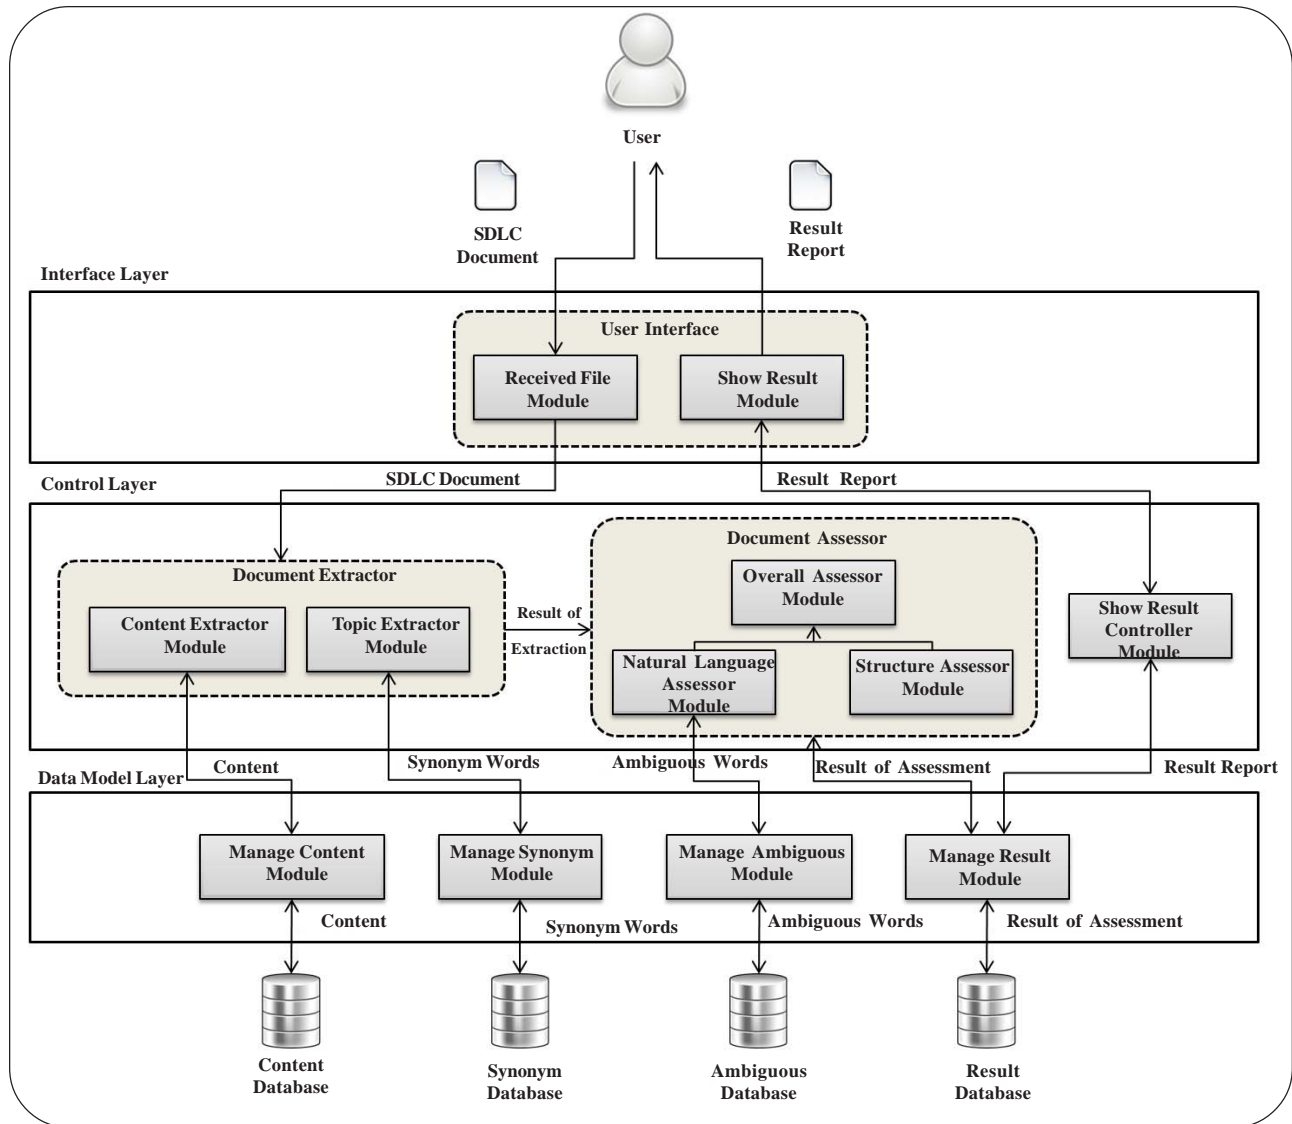 User
SDLC
Document
Result
Report
Interface Layer
User Interface
Received File
Module
Show Result
Module
SDLC Document
Result Report
Control Layer
Document Extractor
Content Extractor
Module
Topic Extractor
Module
Result of
Extraction
Document Assessor
Overall Assessor
Module
Natural Language
Assessor
Module
Structure Assessor
Module
Show Result
Controller
Module
Content
Synonym Words
Ambiguous Words
Result of Assessment
Result Report
Data Model Layer
Manage Content
Module
Manage Synonym
Module
Manage Ambiguous
Module
Manage Result
Module
Content
Synonym Words
Ambiguous Words
Result of Assessment
Content
Database
Synonym
Database
Ambiguous
Database
Result
Database